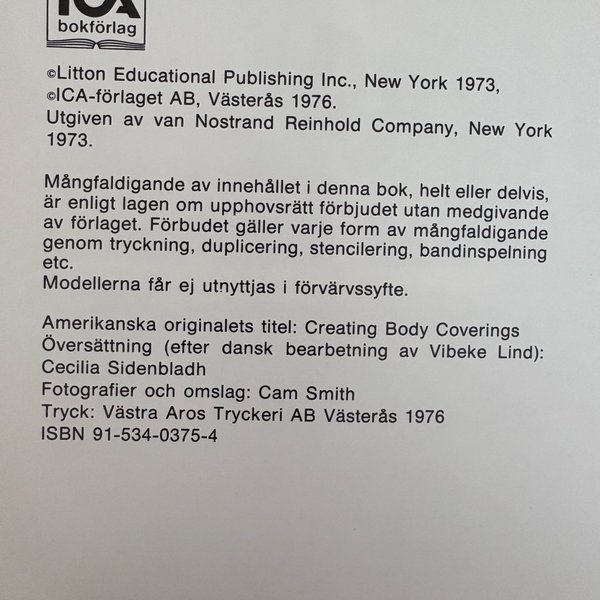 ICA
bokförlag
©Litton Educational Publishing Inc., New York 1973,
©ICA-förlaget AB, Västerås 1976.
Utgiven av van Nostrand Reinhold Company, New York
1973.
Mångfaldigande av innehållet i denna bok, helt eller delvis,
är enligt lagen om upphovsrätt förbjudet utan medgivande
av förlaget. Förbudet gäller varje form av mångfaldigande
genom tryckning, duplicering, stencilering, bandinspelning
etc.
Modellerna får ej utnyttjas i förvärvssyfte.
Amerikanska originalets titel: Creating Body Coverings
Översättning (efter dansk bearbetning av Vibeke Lind):
Cecilia Sidenbladh
Fotografier och omslag: Cam Smith
Tryck: Västra Aros Tryckeri AB Västerås 1976
ISBN 91-534-0375-4